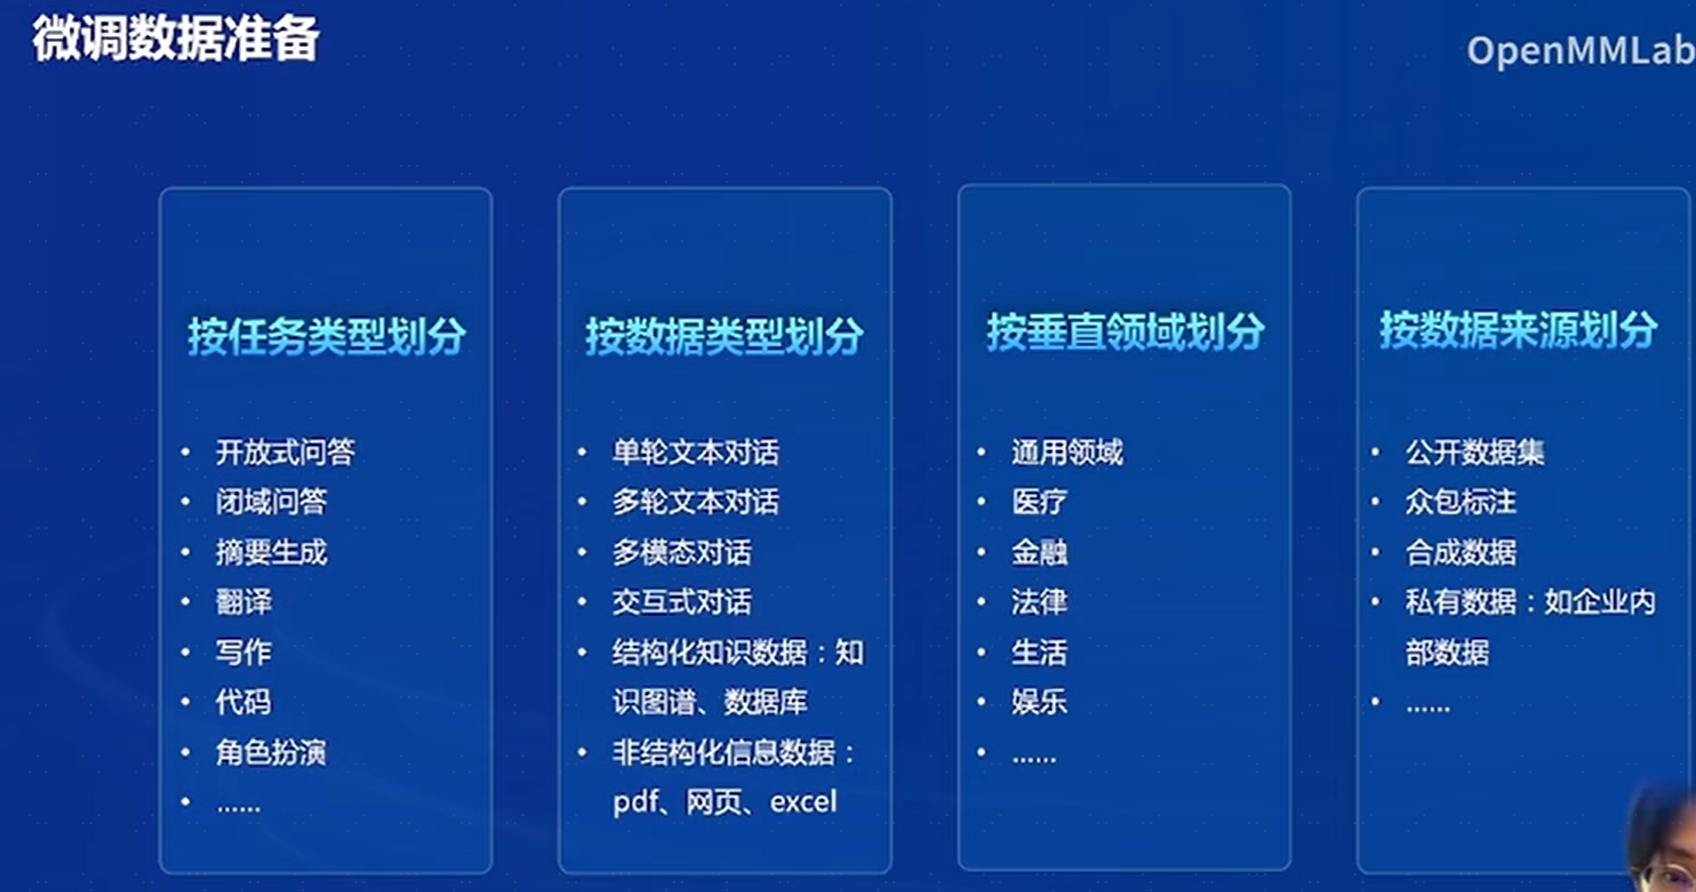 微调数据准备
OpenMMLab
按任务类型划分
• 开放式问答
• 闭域问答
• 摘要生成
• 翻译
• 写作
• 代码
• 角色扮演
• ......
按数据类型划分
• 单轮文本对话
• 多轮文本对话
• 多模态对话
• 交互式对话
• 结构化知识数据：知
识图谱、数据库
• 非结构化信息数据：
pdf、网页、excel
按垂直领域划分
• 通用领域
• 医疗
• 金融
• 法律
• 生活
• 娱乐
• ......
按数据来源划分
• 公开数据集
• 众包标注
• 合成数据
• 私有数据：如企业内
部数据
• ......